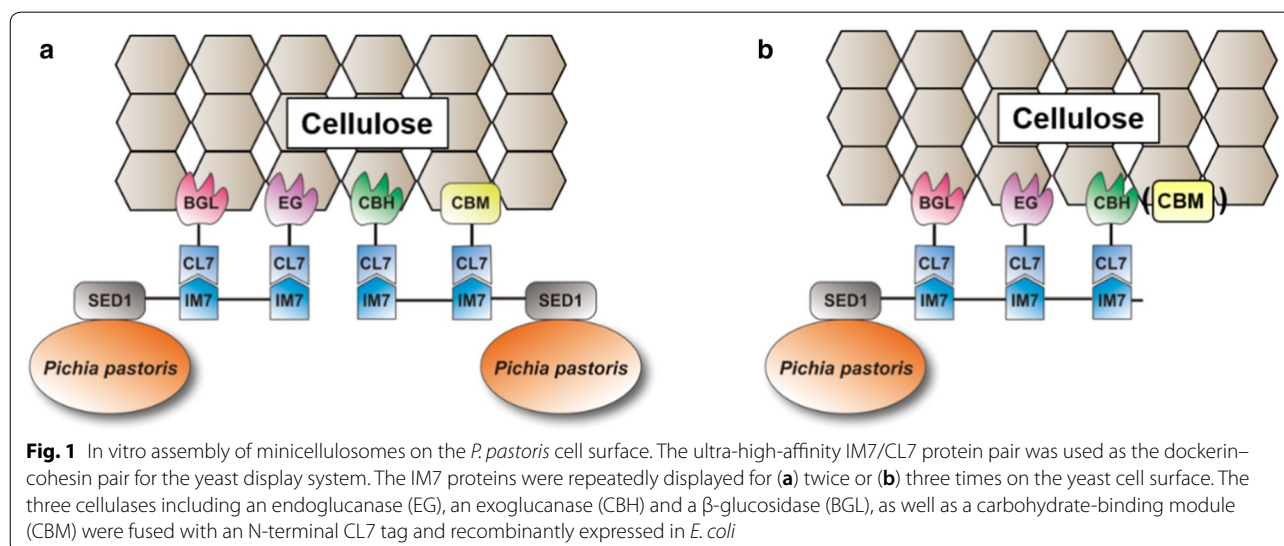 a
b
Cellulose
Cellulose
BGL EG CBH CBM
BGL EG CBH (CBM)
CL7 CL7 CL7 CL7
CL7 CL7 CL7
SED1 IM7 IM7 IM7 IM7 SED1
SED1 IM7 IM7 IM7
Pichia pastoris Pichia pastoris
Pichia pastoris
Fig. 1 In vitro assembly of minicellulosomes on the P. pastoris cell surface. The ultra-high-affinity IM7/CL7 protein pair was used as the dockerin–
cohesin pair for the yeast display system. The IM7 proteins were repeatedly displayed for (a) twice or (b) three times on the yeast cell surface. The
three cellulases including an endoglucanase (EG), an exoglucanase (CBH) and a β-glucosidase (BGL), as well as a carbohydrate-binding module
(CBM) were fused with an N-terminal CL7 tag and recombinantly expressed in E. coli